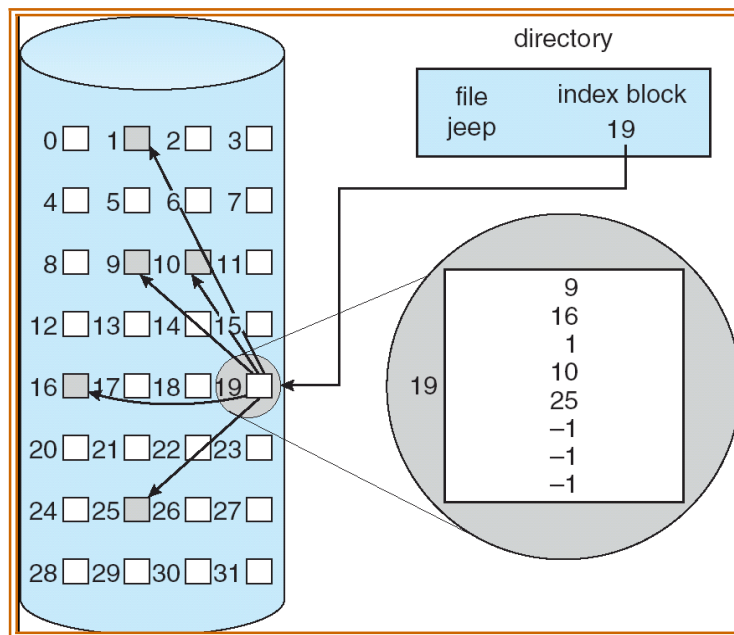 directory
file index block
jeep 19
0 1 2 3
4 5 6 7
8 9 10 11
12 13 14 15
16 17 18 19
20 21 22 23
24 25 26 27
28 29 30 31
19
9
16
1
10
25
–1
–1
–1